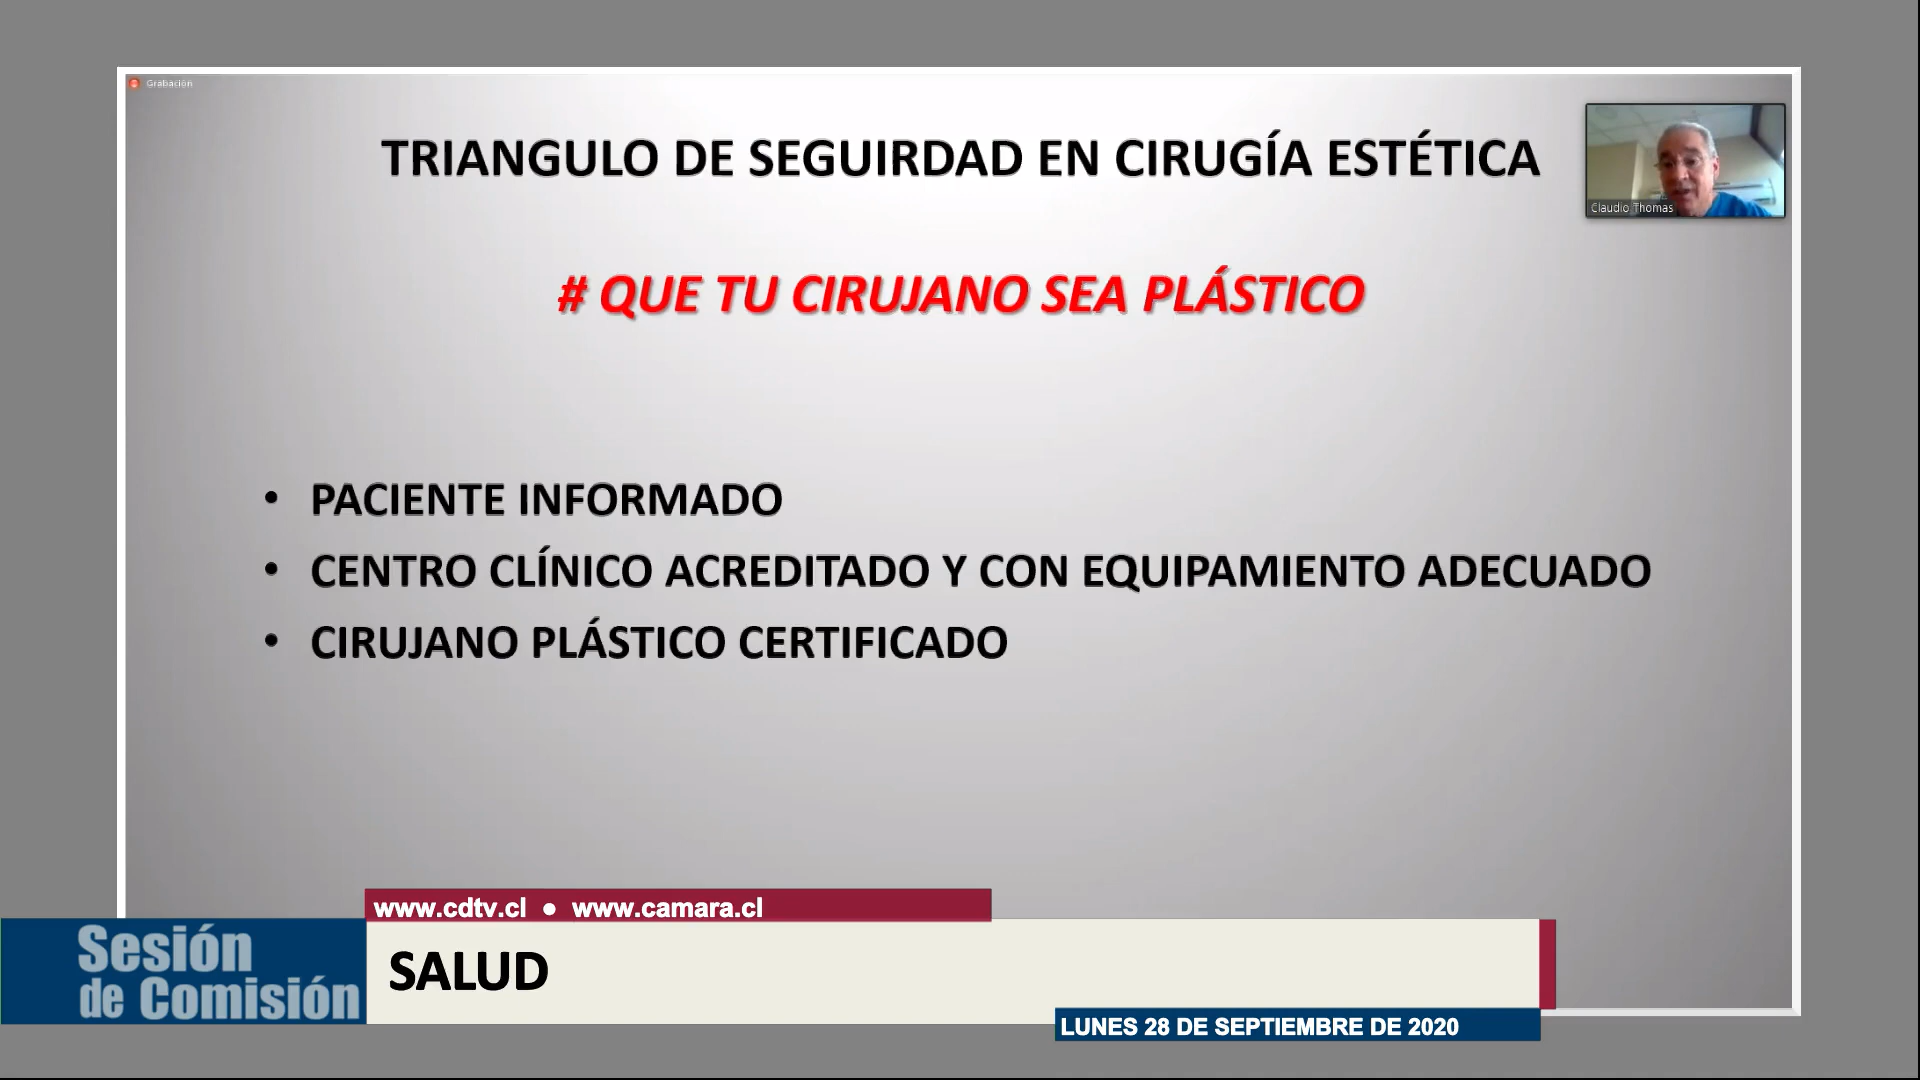 Grabación
TRIANGULO DE SEGUIRDAD EN CIRUGÍA ESTÉTICA
Claudio Thomas
# QUE TU CIRUJANO SEA PLÁSTICO
• PACIENTE INFORMADO
• CENTRO CLÍNICO ACREDITADO Y CON EQUIPAMIENTO ADECUADO
• CIRUJANO PLÁSTICO CERTIFICADO
www.cdtv.cl • www.camara.cl
Sesión
de Comisión
SALUD
LUNES 28 DE SEPTIEMBRE DE 2020